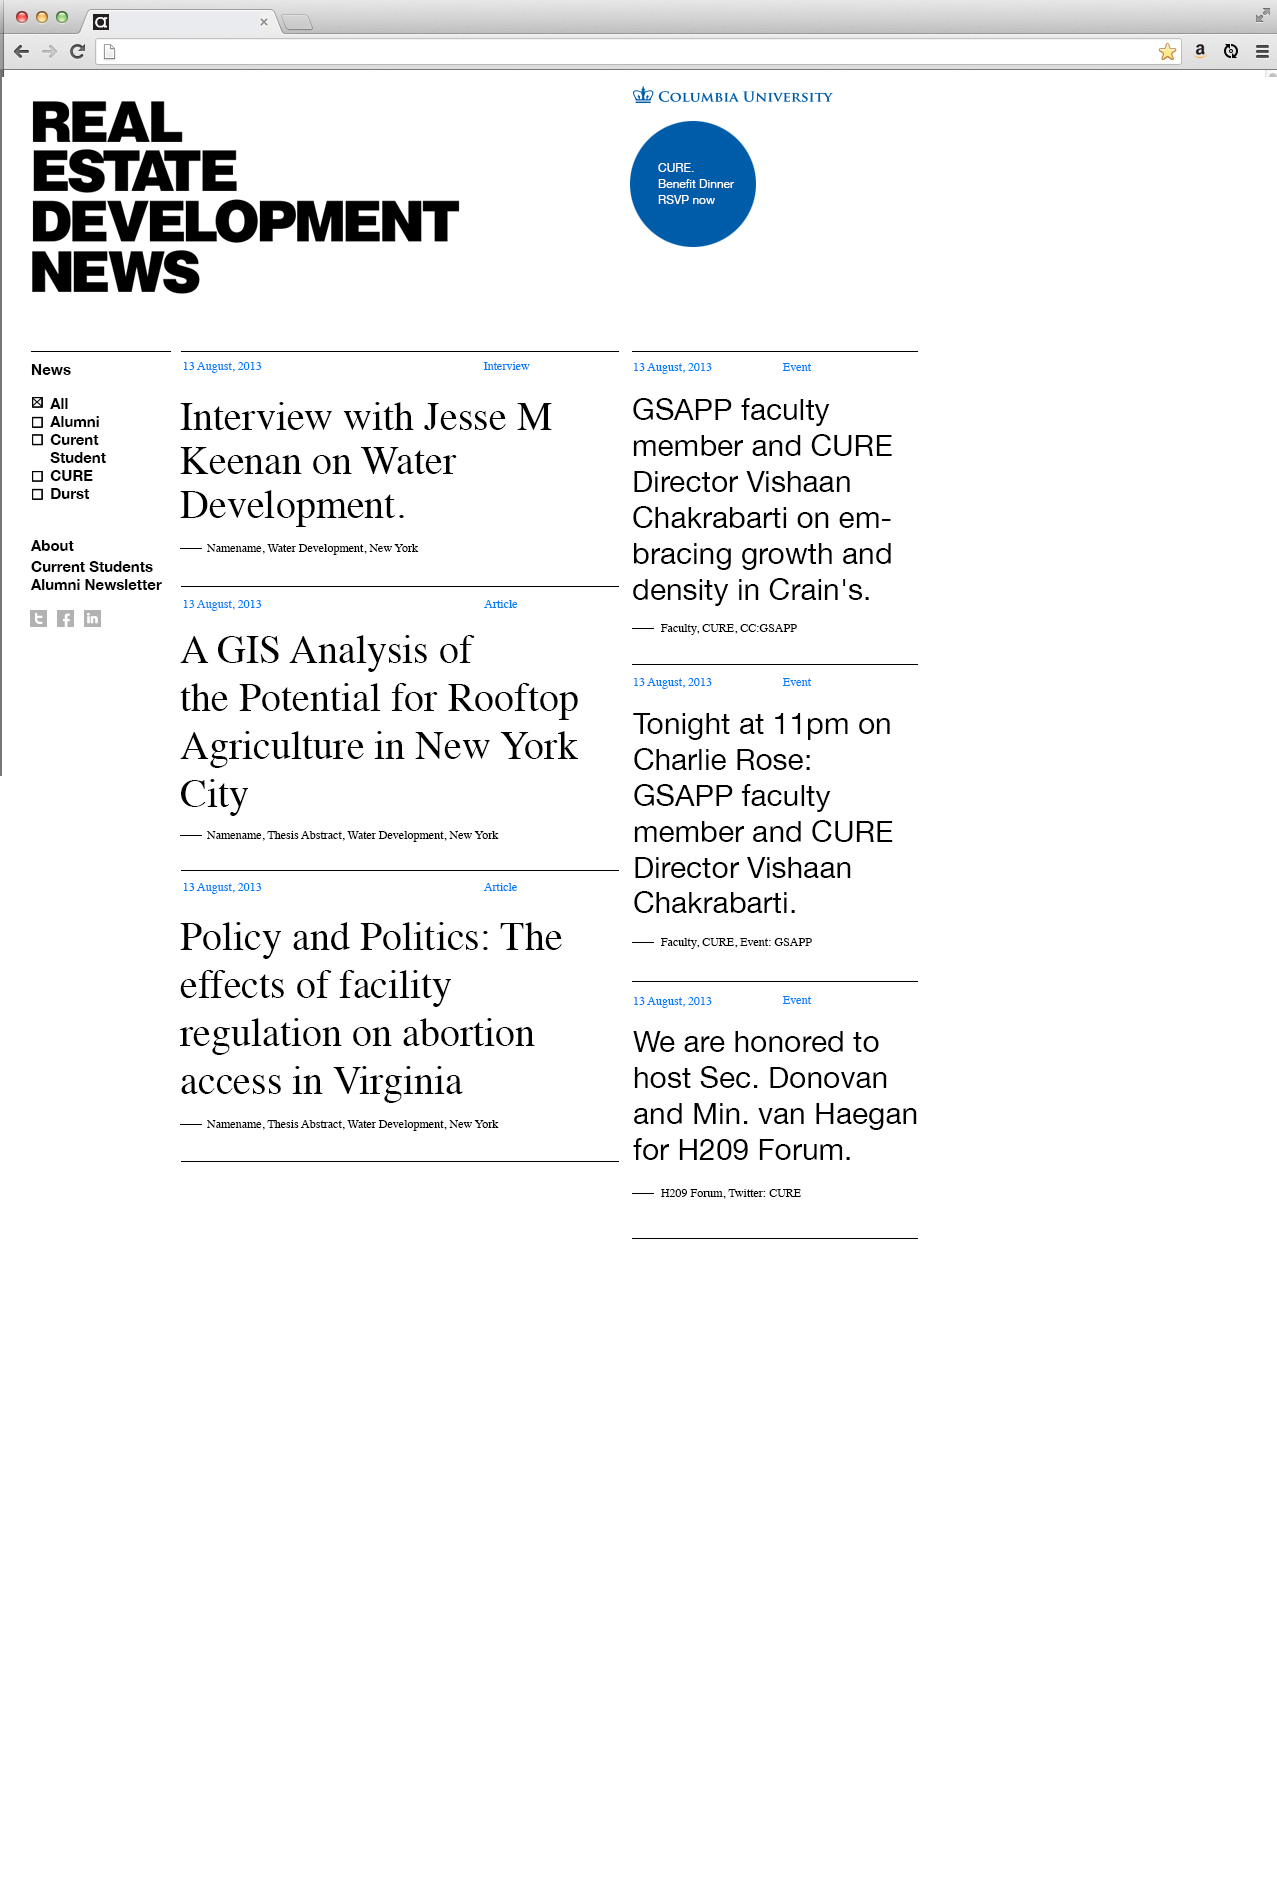 REAL
ESTATE
DEVELOPMENT
NEWS
COLUMBIA UNIVERSITY
CURE.
Benefit Dinner
RSVP now
News
All
Alumni
Curent
Student
CURE
Durst
About
Current Students
Alumni Newsletter
13 August, 2013 Interview
Interview with Jesse M
Keenan on Water
Development.
Namename, Water Development, New York
13 August, 2013 Article
A GIS Analysis of
the Potential for Rooftop
Agriculture in New York
City
Namename, Thesis Abstract, Water Development, New York
13 August, 2013 Article
Policy and Politics: The
effects of facility
regulation on abortion
access in Virginia
Namename, Thesis Abstract, Water Development, New York
13 August, 2013 Event
GSAPP faculty
member and CURE
Director Vishaan
Chakrabarti on em-
bracing growth and
density in Crain's.
Faculty, CURE, CC:GSAPP
13 August, 2013 Event
Tonight at 11pm on
Charlie Rose:
GSAPP faculty
member and CURE
Director Vishaan
Chakrabarti.
Faculty, CURE, Event: GSAPP
13 August, 2013 Event
We are honored to
host Sec. Donovan
and Min. van Haegan
for H209 Forum.
H209 Forum, Twitter: CURE